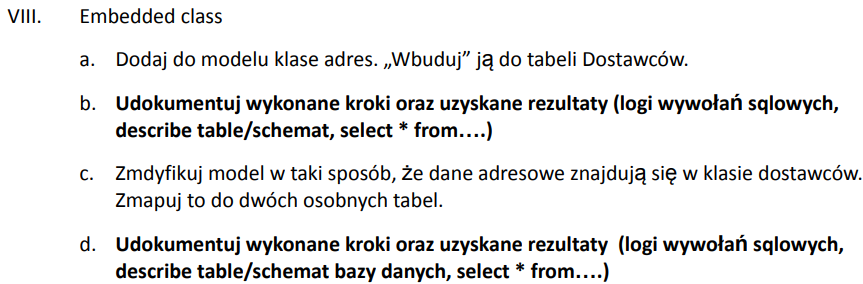 VIII. Embedded class
a. Dodaj do modelu klase adres. „Wbuduj” ją do tabeli Dostawców.
b. Udokumentuj wykonane kroki oraz uzyskane rezultaty (logi wywołań sqlowych,
describe table/schemat, select * from….)
c. Zmdyfikuj model w taki sposób, że dane adresowe znajdują się w klasie dostawców.
Zmapuj to do dwóch osobnych tabel.
d. Udokumentuj wykonane kroki oraz uzyskane rezultaty (logi wywołań sqlowych,
describe table/schemat bazy danych, select * from….)